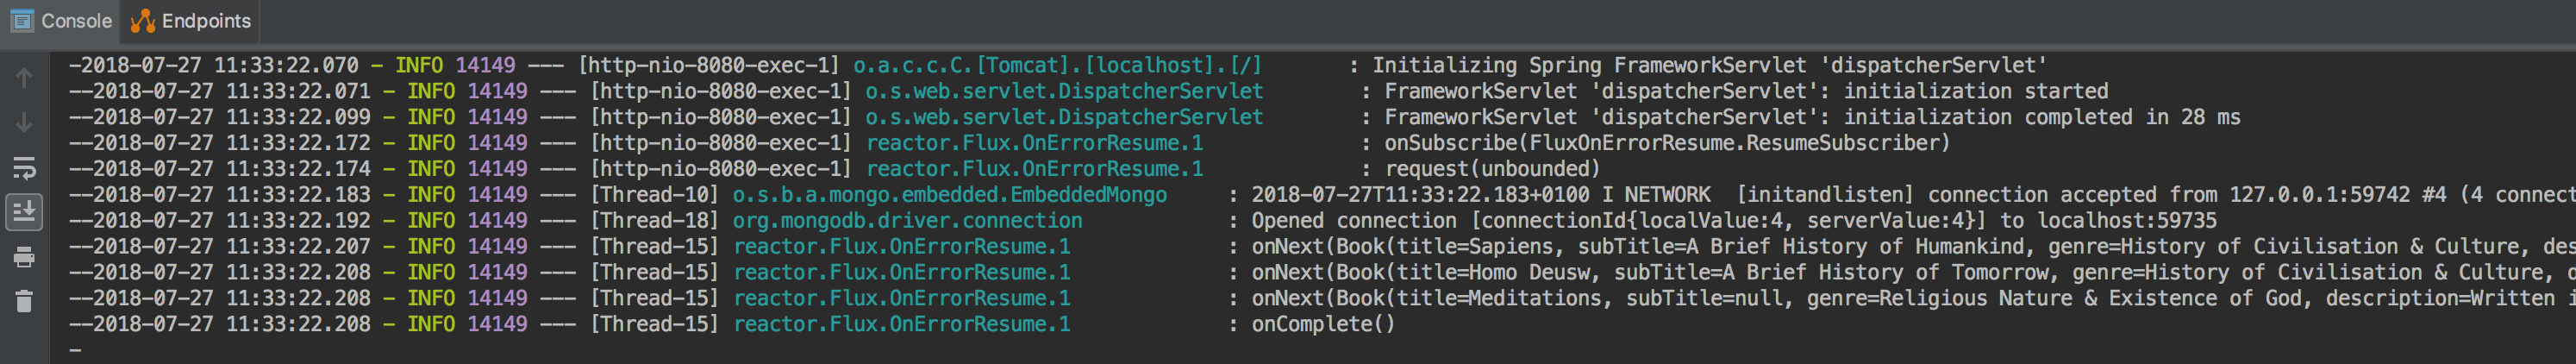 Console Endpoints
-2018-07-27 11:33:22.070 - INFO 14149 --- [http-nio-8080-exec-1] o.a.c.c.C.[Tomcat].[localhost].[/] : Initializing Spring FrameworkServlet 'dispatcherServlet'
--2018-07-27 11:33:22.071 - INFO 14149 --- [http-nio-8080-exec-1] o.s.web.servlet.DispatcherServlet : FrameworkServlet 'dispatcherServlet': initialization started
--2018-07-27 11:33:22.099 - INFO 14149 --- [http-nio-8080-exec-1] o.s.web.servlet.DispatcherServlet : FrameworkServlet 'dispatcherServlet': initialization completed in 28 ms
--2018-07-27 11:33:22.172 - INFO 14149 --- [http-nio-8080-exec-1] reactor.Flux.OnErrorResume.1 : onSubscribe(FluxOnErrorResume.ResumeSubscriber)
--2018-07-27 11:33:22.174 - INFO 14149 --- [http-nio-8080-exec-1] reactor.Flux.OnErrorResume.1 : request(unbounded)
--2018-07-27 11:33:22.183 - INFO 14149 --- [Thread-10] o.s.b.a.mongo.embedded.EmbeddedMongo : 2018-07-27T11:33:22.183+0100 I NETWORK [initandlisten] connection accepted from 127.0.0.1:59742 #4 (4 connect
--2018-07-27 11:33:22.192 - INFO 14149 --- [Thread-18] org.mongodb.driver.connection : Opened connection [connectionId{localValue:4, serverValue:4}] to localhost:59735
--2018-07-27 11:33:22.207 - INFO 14149 --- [Thread-15] reactor.Flux.OnErrorResume.1 : onNext(Book(title=Sapiens, subTitle=A Brief History of Humankind, genre=History of Civilisation & Culture, des
--2018-07-27 11:33:22.208 - INFO 14149 --- [Thread-15] reactor.Flux.OnErrorResume.1 : onNext(Book(title=Homo Deusw, subTitle=A Brief History of Tomorrow, genre=History of Civilisation & Culture, d
--2018-07-27 11:33:22.208 - INFO 14149 --- [Thread-15] reactor.Flux.OnErrorResume.1 : onNext(Book(title=Meditations, subTitle=null, genre=Religious Nature & Existence of God, description=Written i
--2018-07-27 11:33:22.208 - INFO 14149 --- [Thread-15] reactor.Flux.OnErrorResume.1 : onComplete()
-